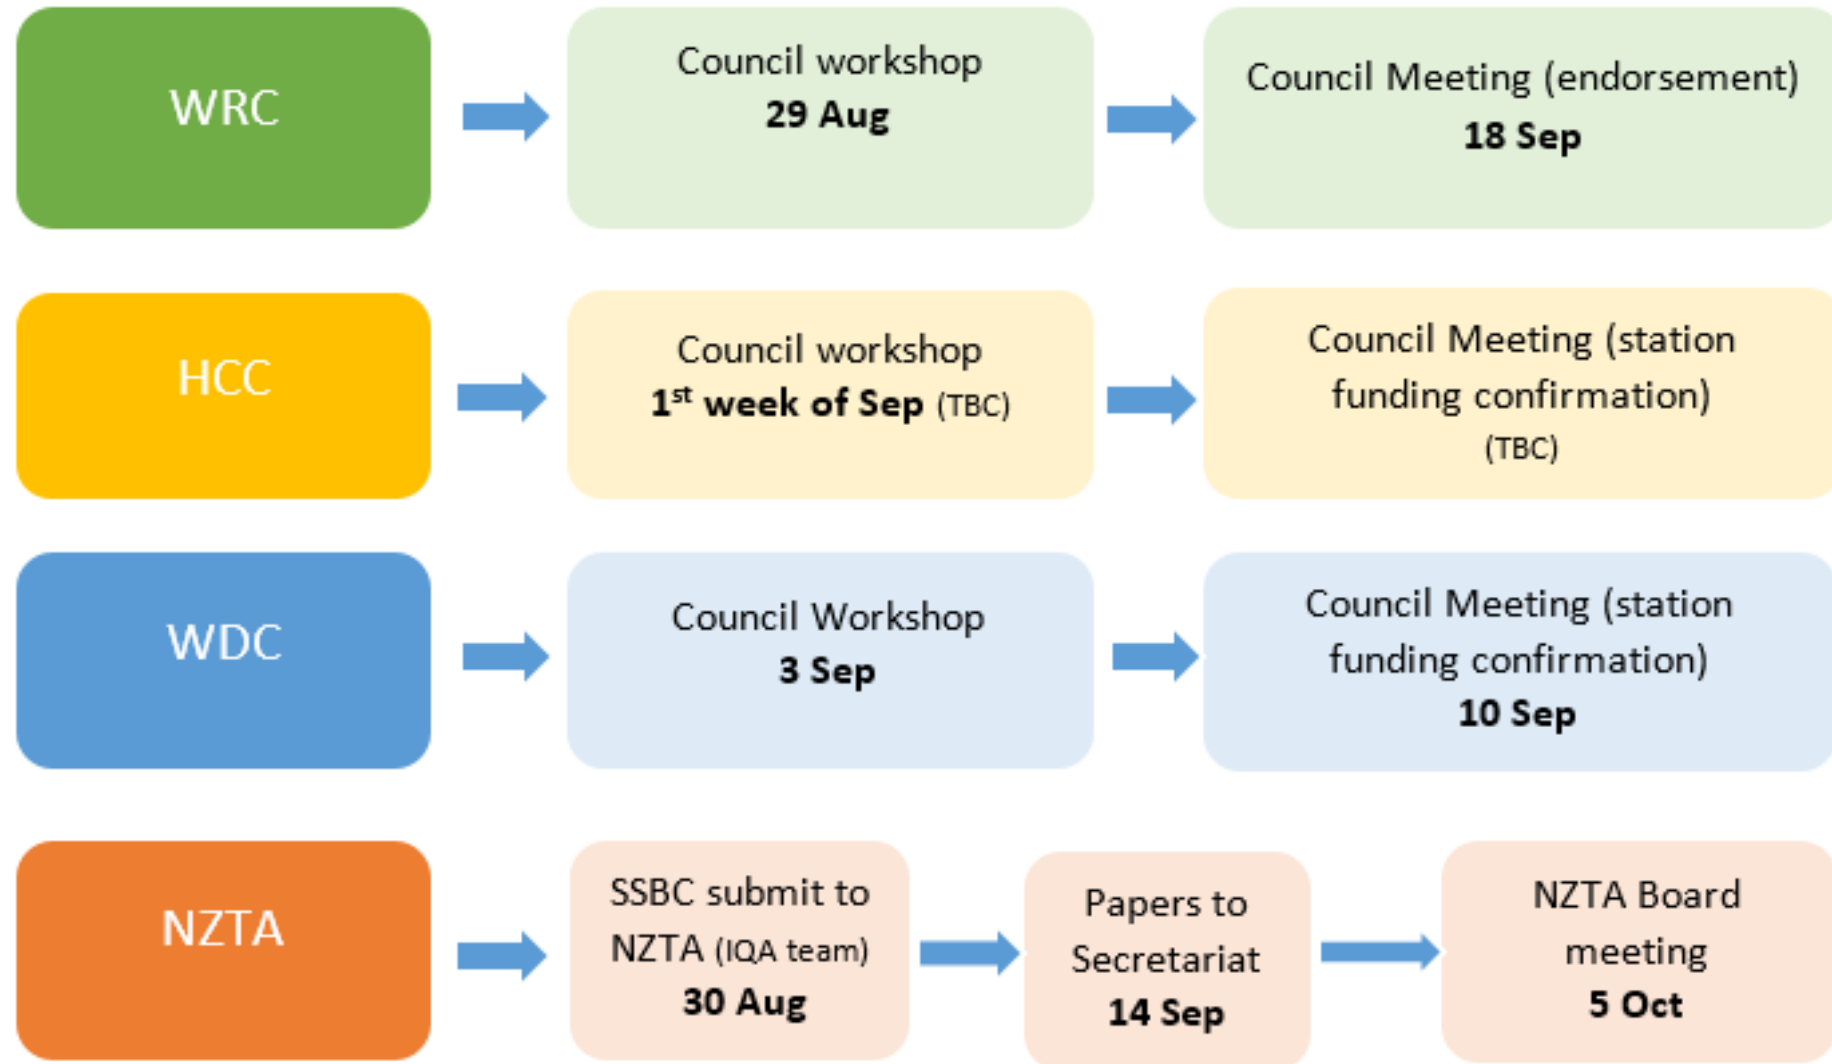 WRC
Council workshop
29 Aug
Council Meeting (endorsement)
18 Sep
HCC
Council workshop
1st week of Sep (TBC)
Council Meeting (station
funding confirmation)
(TBC)
WDC
Council Workshop
3 Sep
Council Meeting (station
funding confirmation)
10 Sep
NZTA
SSBC submit to
NZTA (IQA team)
30 Aug
Papers to
Secretariat
14 Sep
NZTA Board
meeting
5 Oct